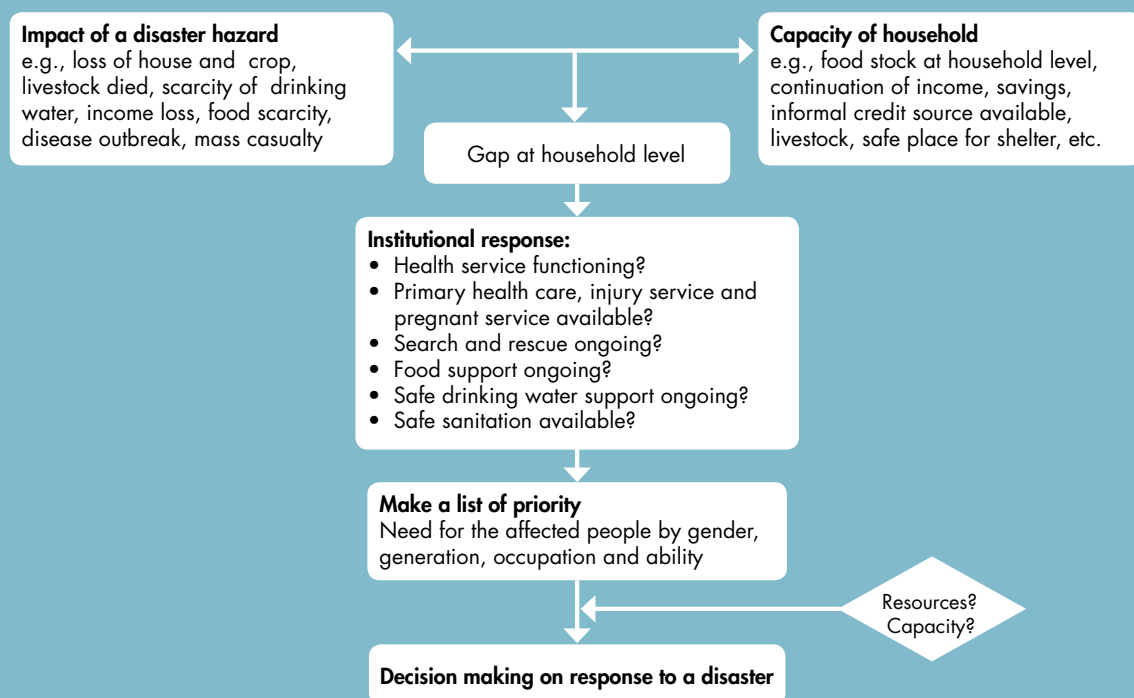 Impact of a disaster hazard
e.g., loss of house and crop,
livestock died, scarcity of drinking
water, income loss, food scarcity,
disease outbreak, mass casualty
Capacity of household
e.g., food stock at household level,
continuation of income, savings,
informal credit source available,
livestock, safe place for shelter, etc.
Gap at household level
Institutional response:
• Health service functioning?
• Primary health care, injury service and
pregnant service available?
• Search and rescue ongoing?
• Food support ongoing?
• Safe drinking water support ongoing?
• Safe sanitation available?
Make a list of priority
Need for the affected people by gender,
generation, occupation and ability
Resources?
Capacity?
Decision making on response to a disaster